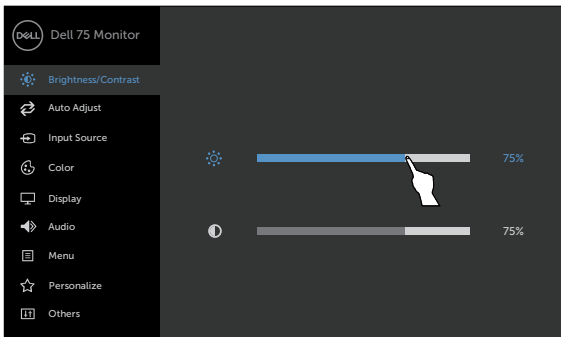 DELL Dell 75 Monitor
Brightness/Contrast
Auto Adjust
Input Source
Color
75%
Display
Audio
75%
Menu
Personalize
Others